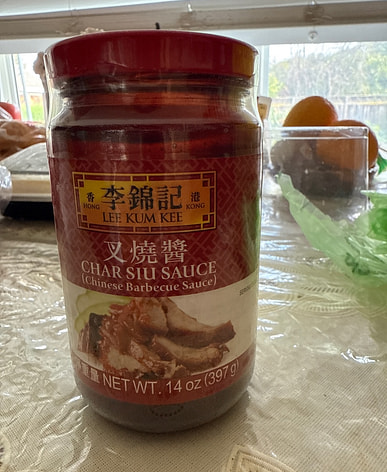 香 李錦記 港
HONG LEE KUM KEE KONG
叉燒醬
CHAR SIU SAUCE
(Chinese Barbecue Sauce)
NET WT. 14 oz (397g)